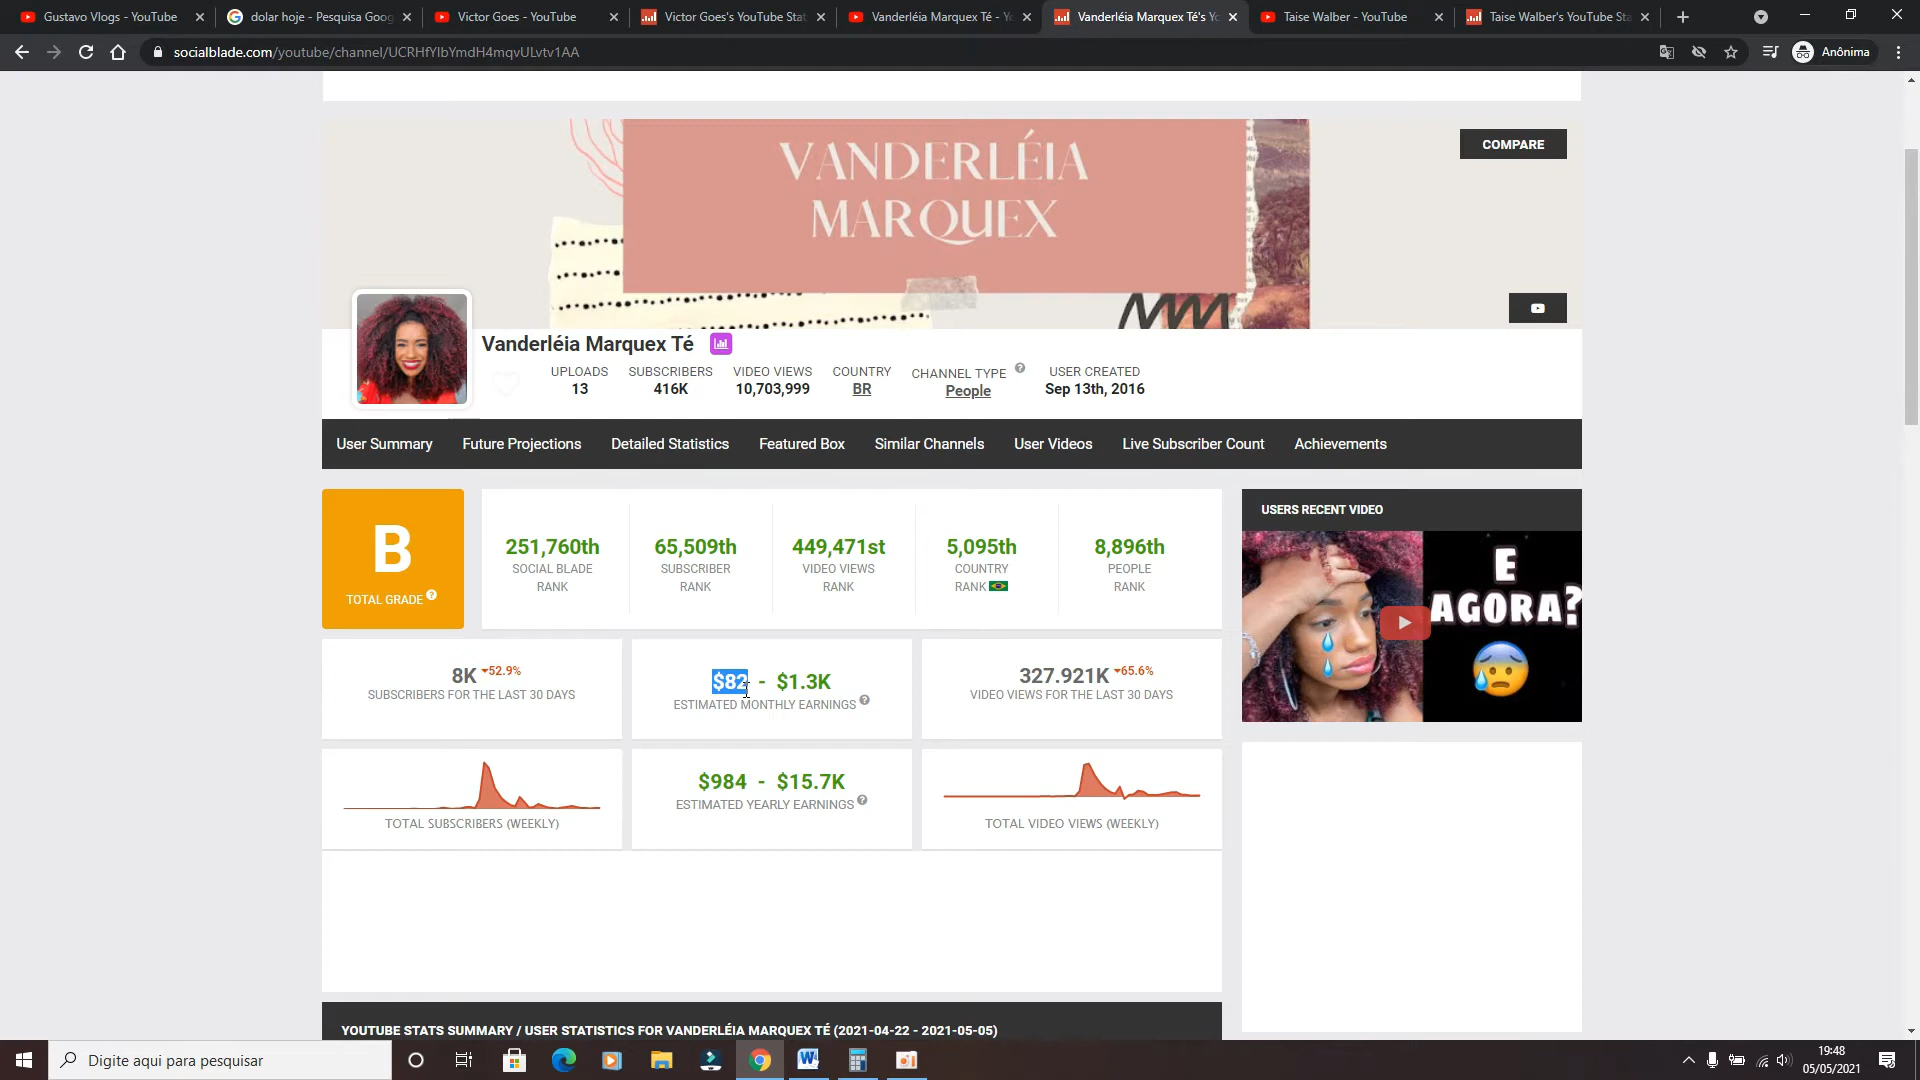 Gustavo Vlogs - YouTube
dolar hoje - Pesquisa Goog
Victor Goes - YouTube
Victor Goes's YouTube Stat
Vanderléia Marquex Té - Yo
Vanderléia Marquex Té's Yo
Taise Walber - YouTube
Taise Walber's YouTube Sta
socialblade.com/youtube/channel/UCRHfYlbYmdH4mqvULvtv1AA
Anônima
VANDERLÉIA
MARQUEX
COMPARE
Vanderléia Marquex Té
UPLOADS
13
SUBSCRIBERS
416K
VIDEO VIEWS
10,703,999
COUNTRY
BR
CHANNEL TYPE
People
USER CREATED
Sep 13th, 2016
User Summary
Future Projections
Detailed Statistics
Featured Box
Similar Channels
User Videos
Live Subscriber Count
Achievements
B
TOTAL GRADE
251,760th
SOCIAL BLADE
RANK
65,509th
SUBSCRIBER
RANK
449,471st
VIDEO VIEWS
RANK
5,095th
COUNTRY
RANK
8,896th
PEOPLE
RANK
USERS RECENT VIDEO
E
AGORA?
8K 52.9%
SUBSCRIBERS FOR THE LAST 30 DAYS
$82 - $1.3K
ESTIMATED MONTHLY EARNINGS
327.921K 65.6%
VIDEO VIEWS FOR THE LAST 30 DAYS
TOTAL SUBSCRIBERS (WEEKLY)
$984 - $15.7K
ESTIMATED YEARLY EARNINGS
TOTAL VIDEO VIEWS (WEEKLY)
YOUTUBE STATS SUMMARY / USER STATISTICS FOR VANDERLÉIA MARQUEX TÉ (2021-04-22 - 2021-05-05)
Digite aqui para pesquisar
19:48
05/05/2021